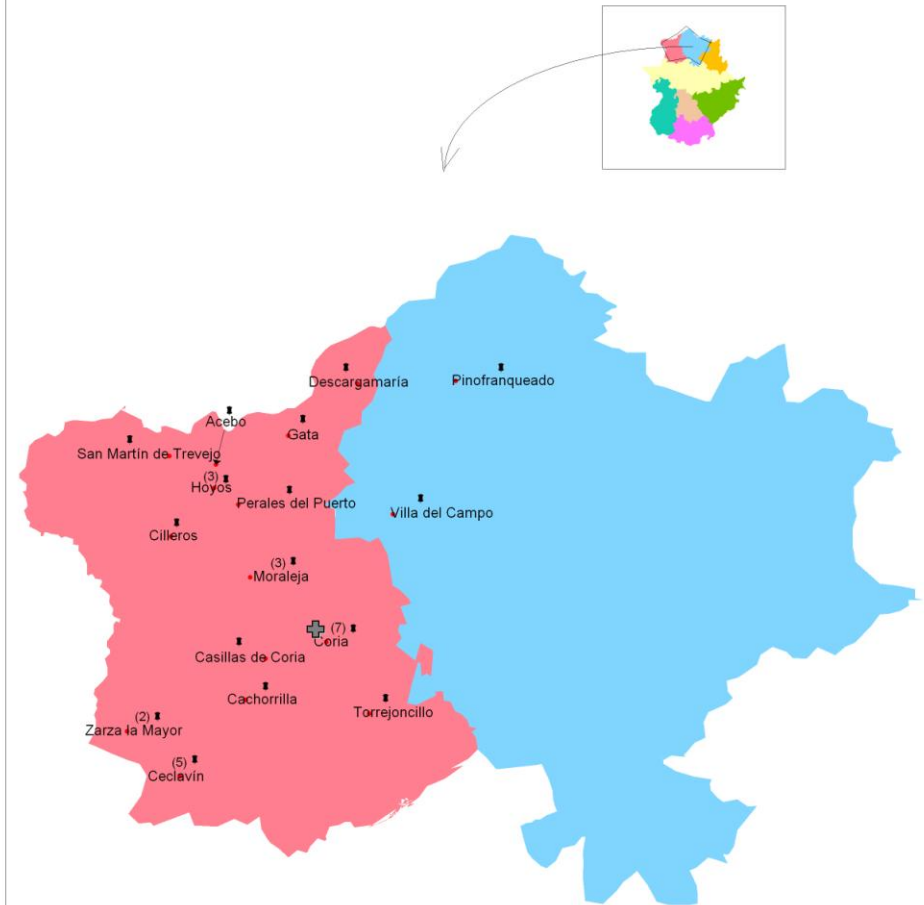 Descargamaría
Pinofranqueado
Acebo
Gata
San Martín de Trevejo
(3)
Hoyos
Perales del Puerto
Villa del Campo
Cilleros
(3)
Moraleja
(7)
Coria
Casillas de Coria
Cachorrilla
Torrejoncillo
(2)
Zarza la Mayor
(5)
Ceclavín